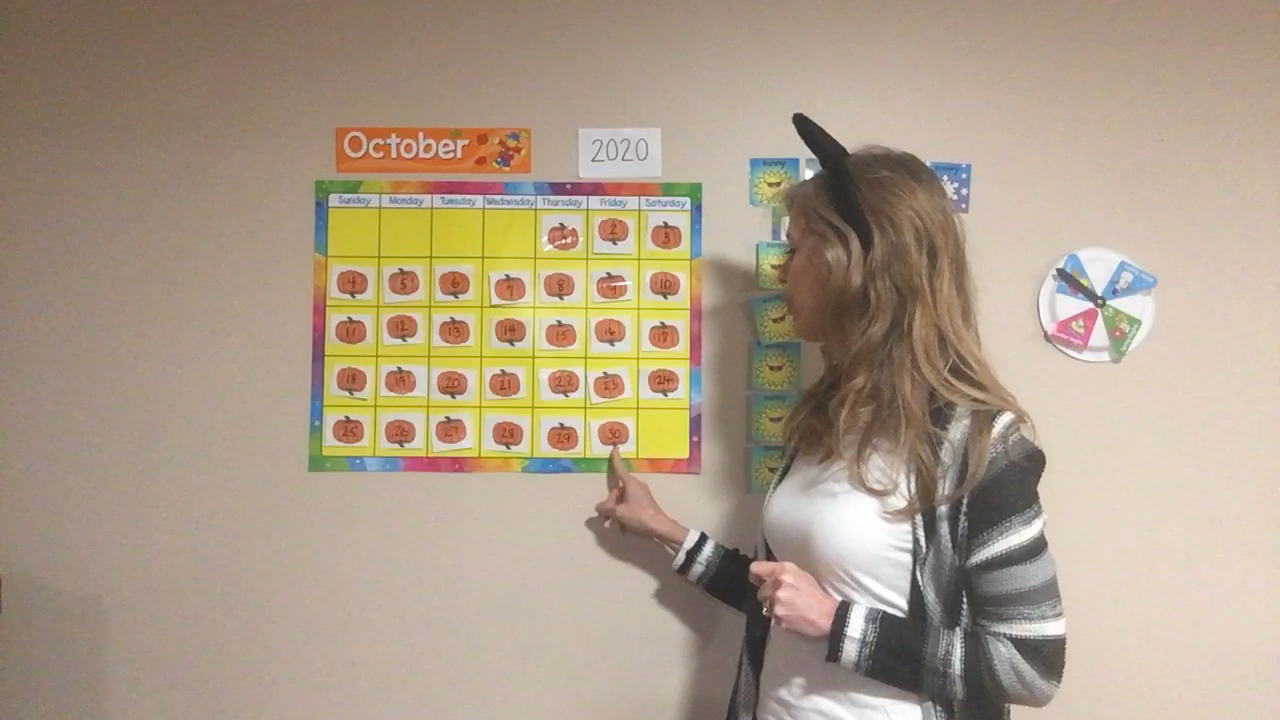 October
2020
Sunday Monday Tuesday Wednesday Thursday Friday Saturday
2 3
4 5 6 7 8 9 10
11 12 13 14 15 16 17
18 19 20 21 22 23 24
25 26 27 28 29 30
sunny